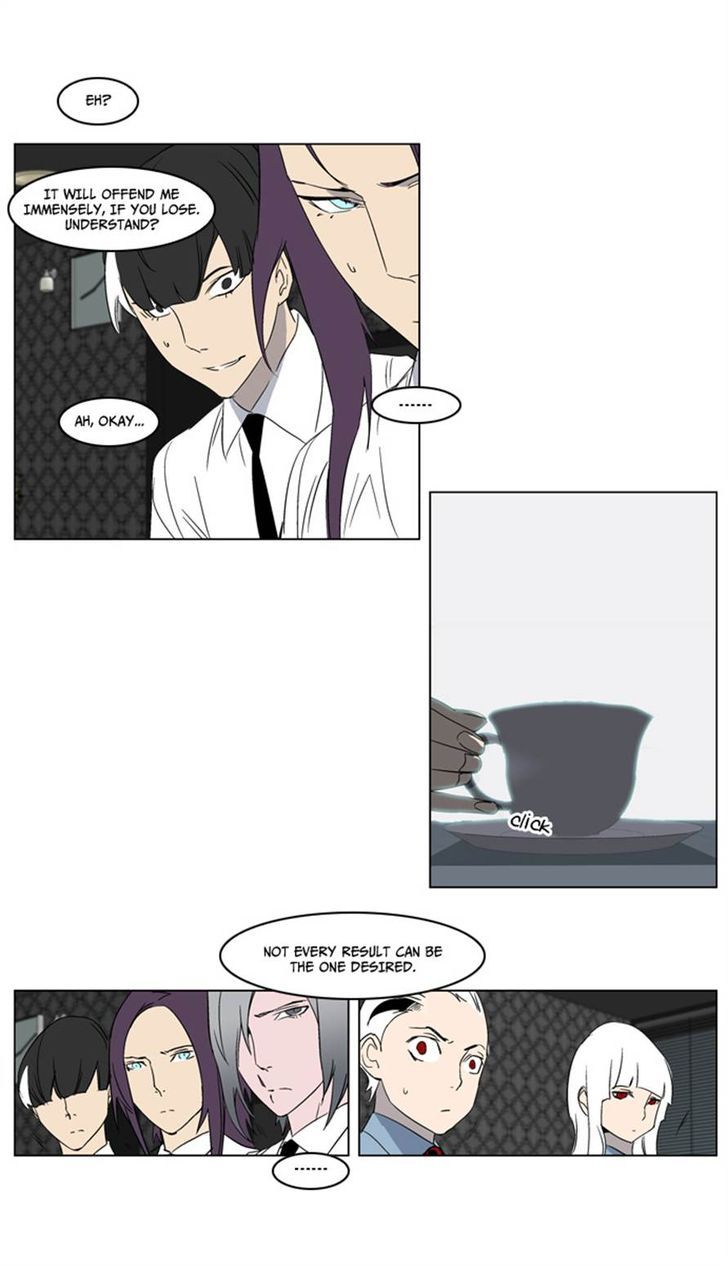 EH?
IT WILL OFFEND ME
IMMENSELY, IF YOU LOSE.
UNDERSTAND?
AH, OKAY...
------
click
NOT EVERY RESULT CAN BE
THE ONE DESIRED.
------